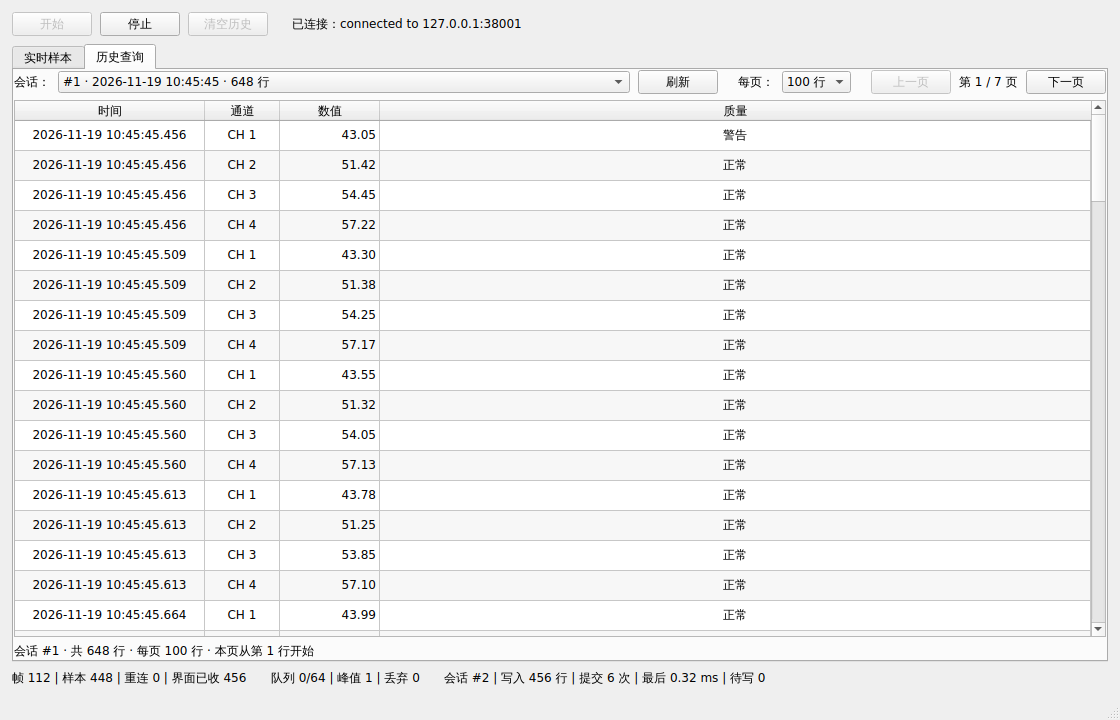 开始 停止 清空历史 已连接：connected to 127.0.0.1:38001
实时样本 历史查询
会话： #1 · 2026-11-19 10:45:45 · 648 行 刷新 每页： 100 行 上一页 第 1 / 7 页 下一页
时间 通道 数值 质量
2026-11-19 10:45:45.456 CH 1 43.05 警告
2026-11-19 10:45:45.456 CH 2 51.42 正常
2026-11-19 10:45:45.456 CH 3 54.45 正常
2026-11-19 10:45:45.456 CH 4 57.22 正常
2026-11-19 10:45:45.509 CH 1 43.30 正常
2026-11-19 10:45:45.509 CH 2 51.38 正常
2026-11-19 10:45:45.509 CH 3 54.25 正常
2026-11-19 10:45:45.509 CH 4 57.17 正常
2026-11-19 10:45:45.560 CH 1 43.55 正常
2026-11-19 10:45:45.560 CH 2 51.32 正常
2026-11-19 10:45:45.560 CH 3 54.05 正常
2026-11-19 10:45:45.560 CH 4 57.13 正常
2026-11-19 10:45:45.613 CH 1 43.78 正常
2026-11-19 10:45:45.613 CH 2 51.25 正常
2026-11-19 10:45:45.613 CH 3 53.85 正常
2026-11-19 10:45:45.613 CH 4 57.10 正常
2026-11-19 10:45:45.664 CH 1 43.99 正常
会话 #1 · 共 648 行 · 每页 100 行 · 本页从第 1 行开始
帧 112 | 样本 448 | 重连 0 | 界面已收 456 队列 0/64 | 峰值 1 | 丢弃 0 会话 #2 | 写入 456 行 | 提交 6 次 | 最后 0.32 ms | 待写 0